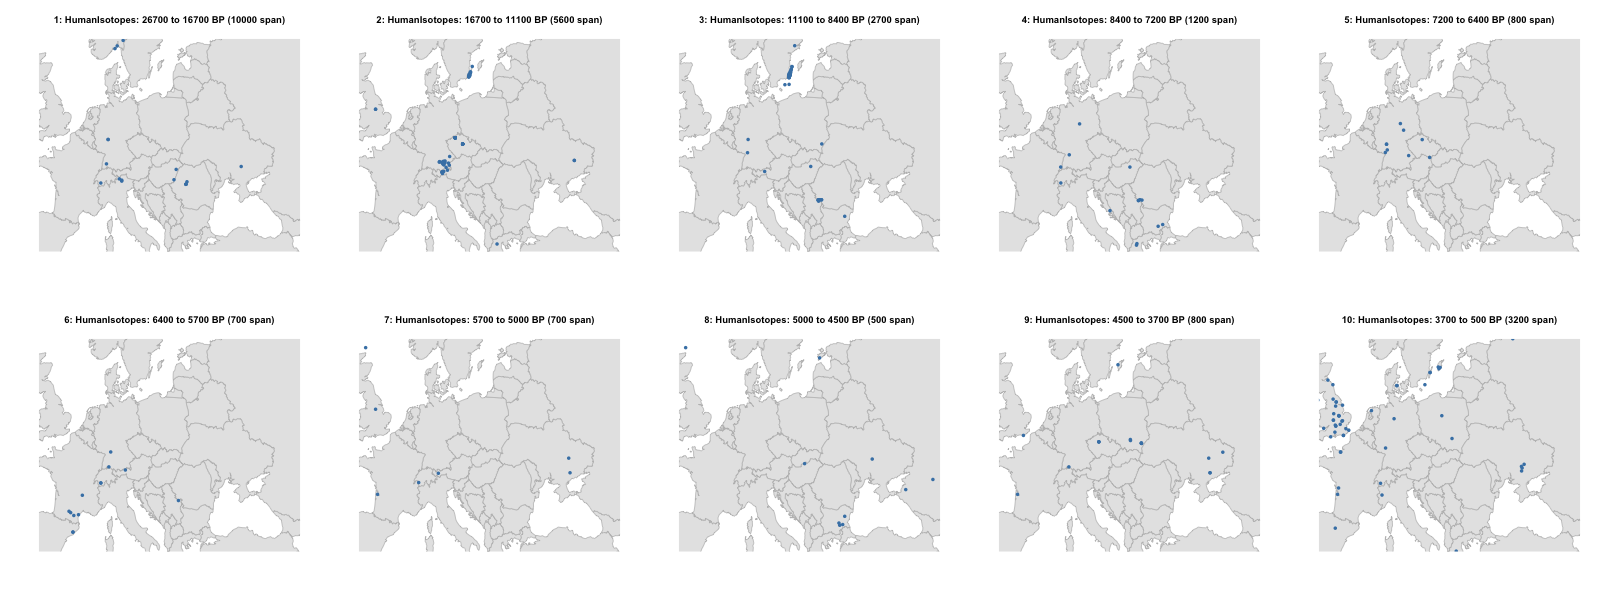 1: HumanIsotopes: 26700 to 16700 BP (10000 span)
2: HumanIsotopes: 16700 to 11100 BP (5600 span)
3: HumanIsotopes: 11100 to 8400 BP (2700 span)
4: HumanIsotopes: 8400 to 7200 BP (1200 span)
5: HumanIsotopes: 7200 to 6400 BP (800 span)
6: HumanIsotopes: 6400 to 5700 BP (700 span)
7: HumanIsotopes: 5700 to 5000 BP (700 span)
8: HumanIsotopes: 5000 to 4500 BP (500 span)
9: HumanIsotopes: 4500 to 3700 BP (800 span)
10: HumanIsotopes: 3700 to 500 BP (3200 span)